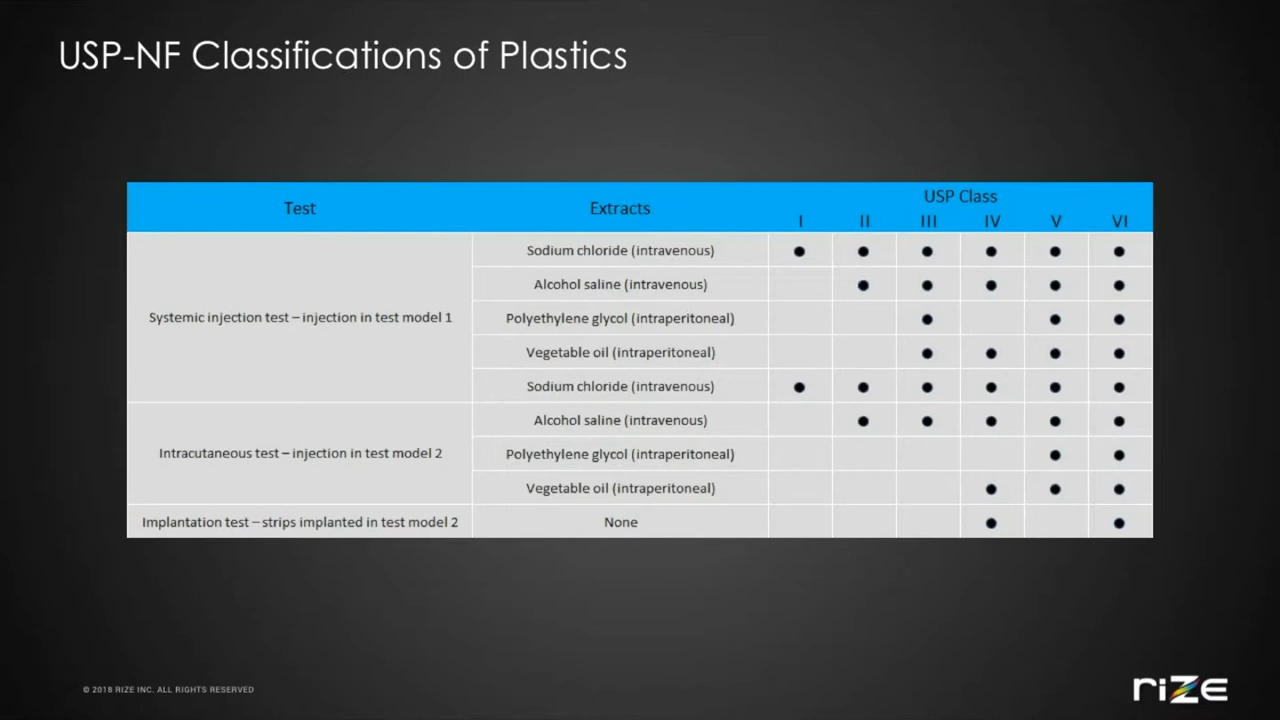 USP-NF Classifications of Plastics
Test Extracts USP Class
I II III IV V VI
Systemic injection test – injection in test model 1
Sodium chloride (intravenous) ● ● ● ● ● ●
Alcohol saline (intravenous) ● ● ● ● ●
Polyethylene glycol (intraperitoneal) ● ● ●
Vegetable oil (intraperitoneal) ● ● ● ●
Sodium chloride (intravenous) ● ● ● ● ● ●
Intracutaneous test – injection in test model 2
Alcohol saline (intravenous) ● ● ● ● ●
Polyethylene glycol (intraperitoneal) ● ●
Vegetable oil (intraperitoneal) ● ● ●
Implantation test – strips implanted in test model 2 None ● ●
© 2018 RIZE INC. ALL RIGHTS RESERVED
rize